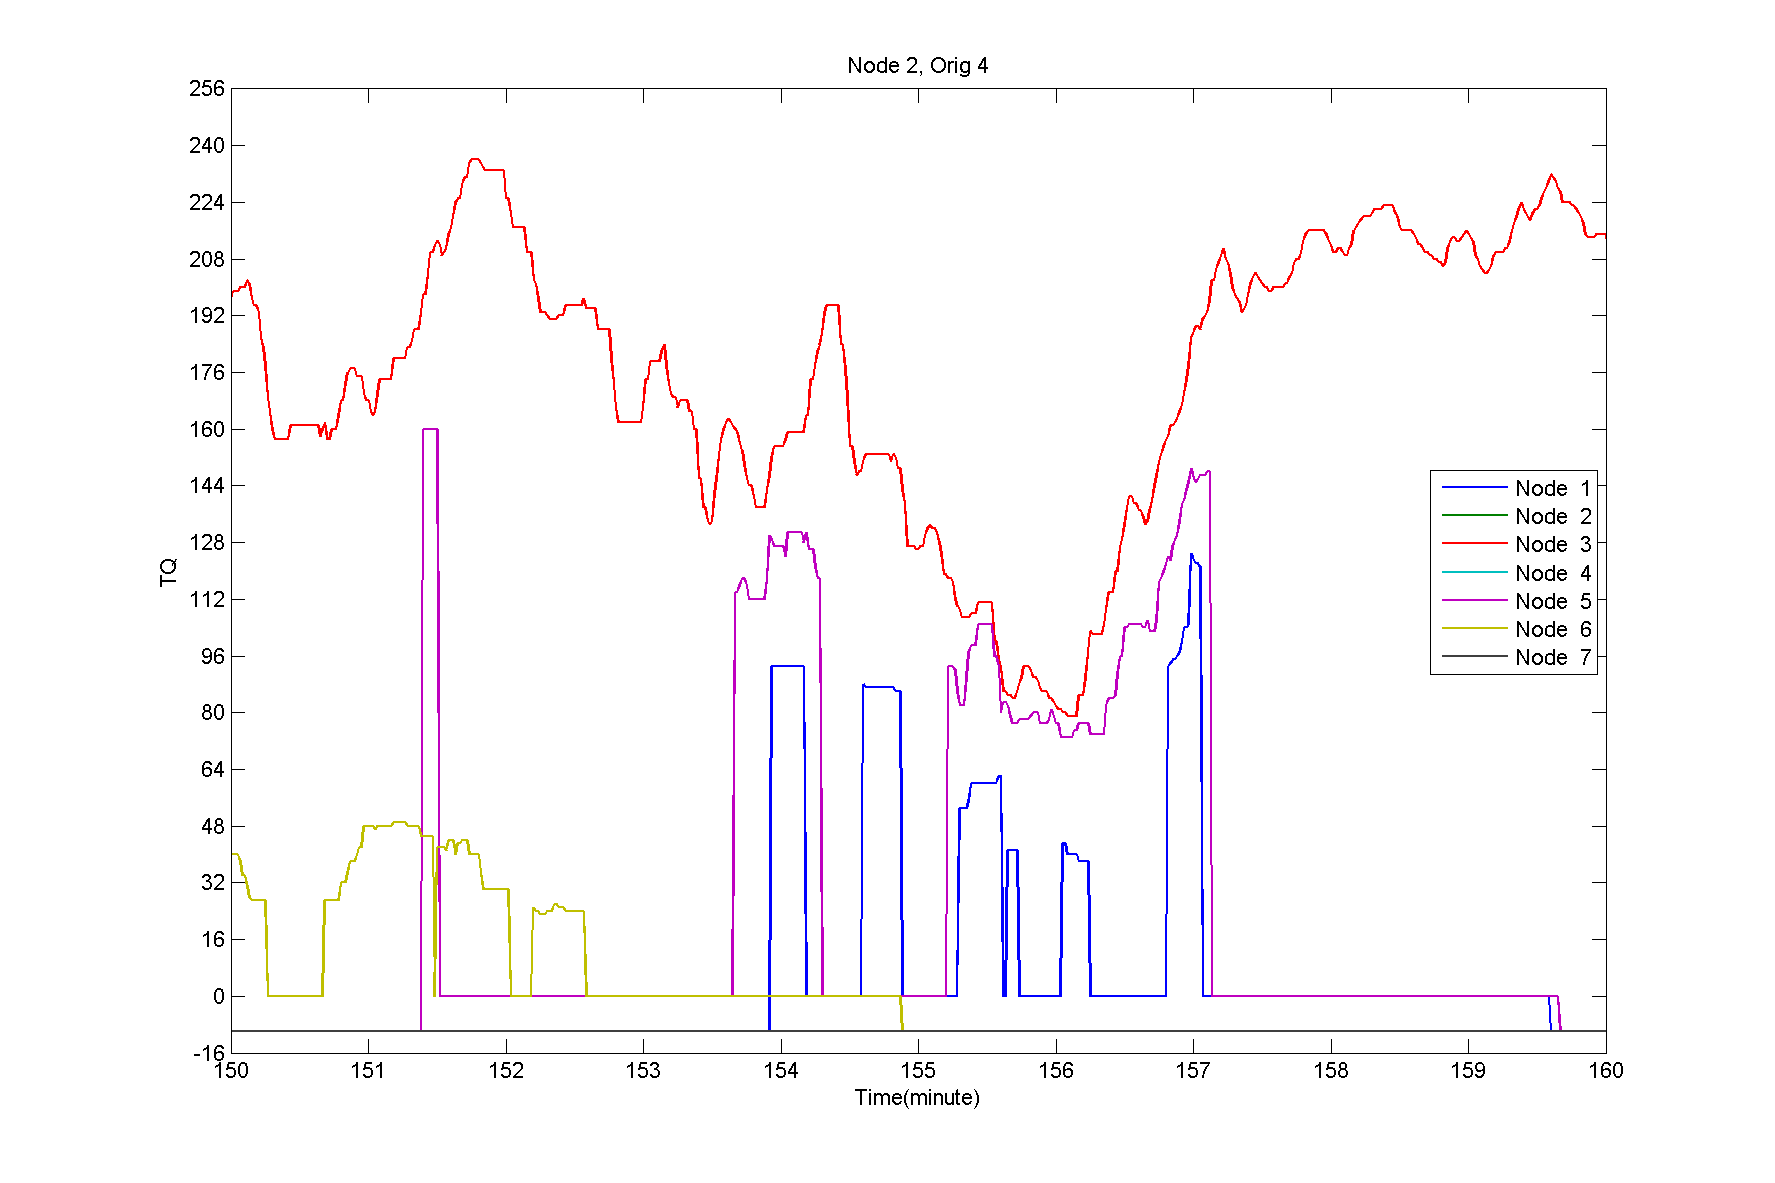 Node 2, Orig 4
256
240
224
208
192
176
160
144
128
112
96
80
64
48
32
16
0
-16
TQ
Node 1
Node 2
Node 3
Node 4
Node 5
Node 6
Node 7
150 151 152 153 154 155 156 157 158 159 160
Time(minute)